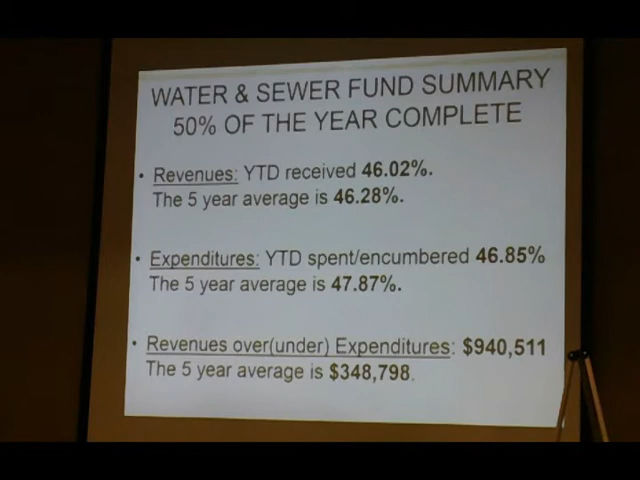 WATER & SEWER FUND SUMMARY
50% OF THE YEAR COMPLETE
• Revenues: YTD received 46.02%.
The 5 year average is 46.28%.
• Expenditures: YTD spent/encumbered 46.85%
The 5 year average is 47.87%.
• Revenues over(under) Expenditures: $940,511
The 5 year average is $348,798.